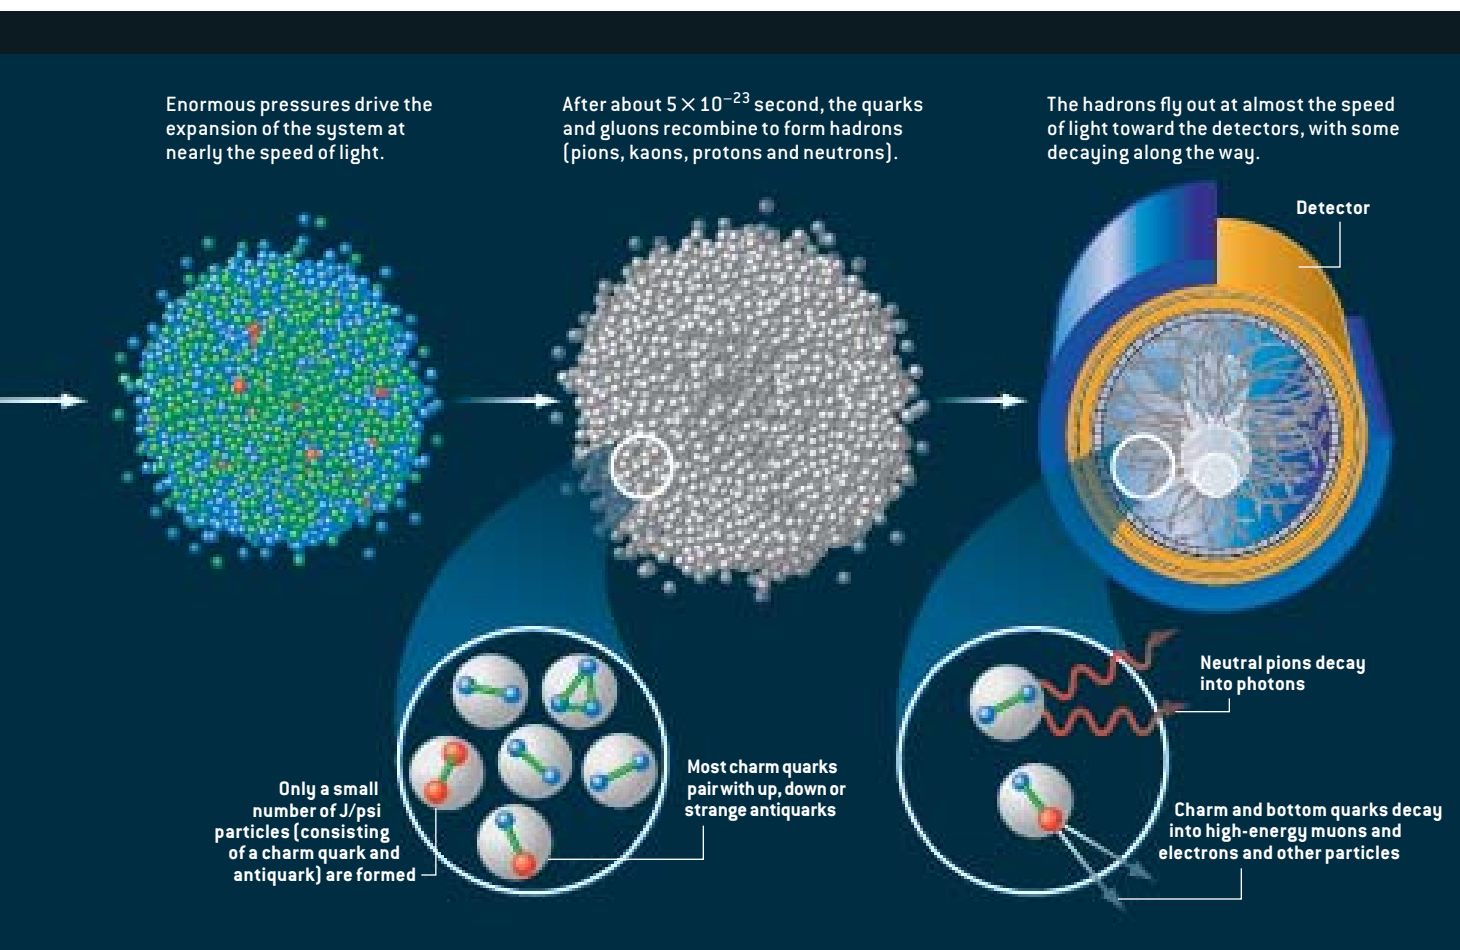 Enormous pressures drive the
expansion of the system at
nearly the speed of light.
After about 5 × 10⁻²³ second, the quarks
and gluons recombine to form hadrons
(pions, kaons, protons and neutrons).
The hadrons fly out at almost the speed
of light toward the detectors, with some
decaying along the way.
Detector
Only a small
number of J/psi
particles (consisting
of a charm quark and
antiquark) are formed
Most charm quarks
pair with up, down or
strange antiquarks
Neutral pions decay
into photons
Charm and bottom quarks decay
into high-energy muons and
electrons and other particles